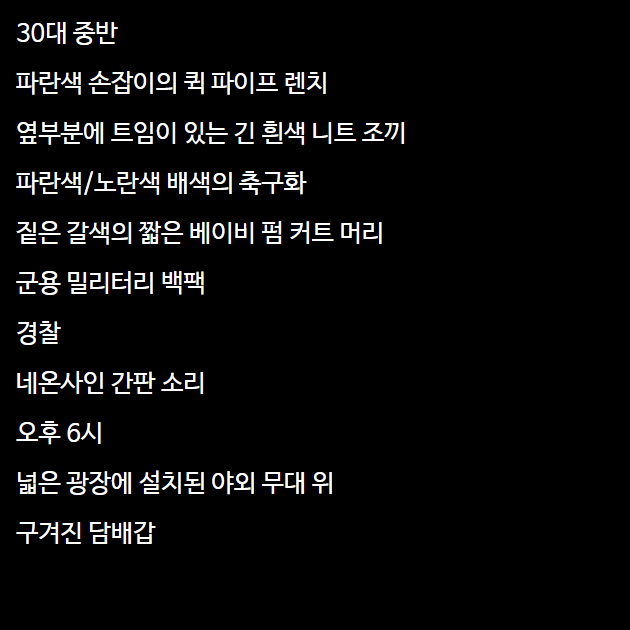 30대 중반
파란색 손잡이의 퀵 파이프 렌치
옆부분에 트임이 있는 긴 흰색 니트 조끼
파란색/노란색 배색의 축구화
짙은 갈색의 짧은 베이비 펌 커트 머리
군용 밀리터리 백팩
경찰
네온사인 간판 소리
오후 6시
넓은 광장에 설치된 야외 무대 위
구겨진 담배갑